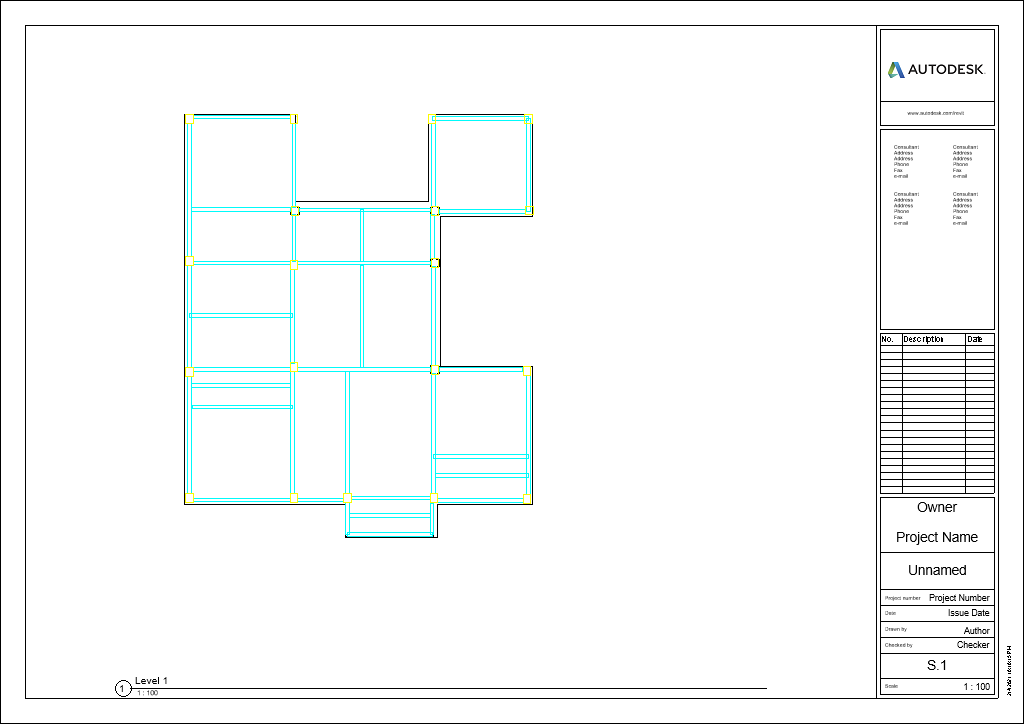 AUTODESK.
www.autodesk.com/revit
Consultant Consultant
Address Address
Address Address
Phone Phone
Fax Fax
e-mail e-mail
Consultant Consultant
Address Address
Address Address
Phone Phone
Fax Fax
e-mail e-mail
No. Description Date
Owner
Project Name
Unnamed
Project number Project Number
Date Issue Date
Drawn by Author
Checked by Checker
S.1
Scale 1 : 100
1 Level 1
1 : 100